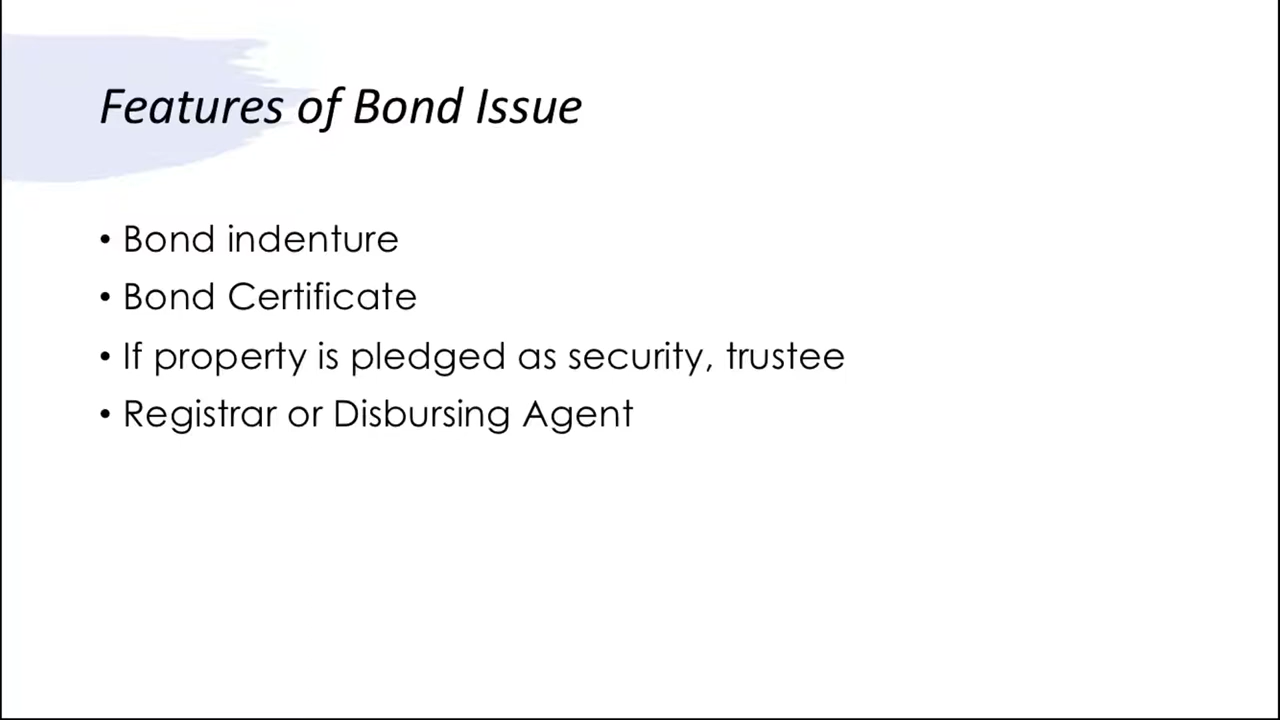 Features of Bond Issue
• Bond indenture
• Bond Certificate
• If property is pledged as security, trustee
• Registrar or Disbursing Agent